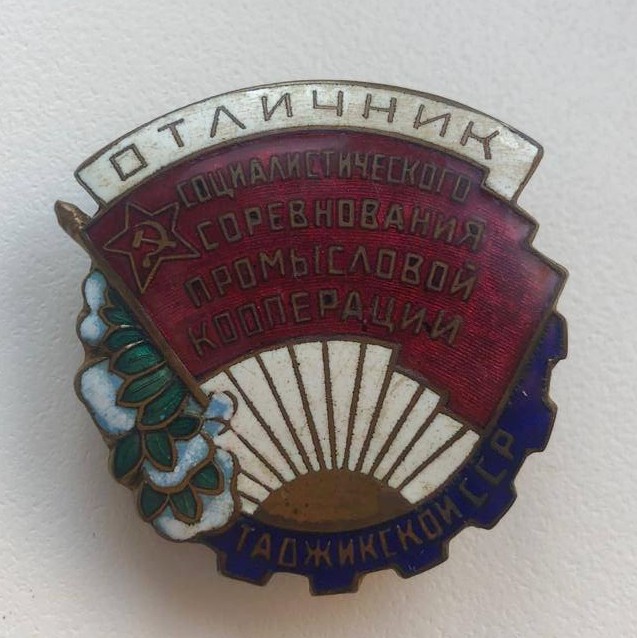 ОТЛИЧНИК
СОЦИАЛИСТИЧЕСКОГО
СОРЕВНОВАНИЯ
ПРОМЫСЛОВОЙ
КООПЕРАЦИИ
ТАДЖИКСКОЙ ССР